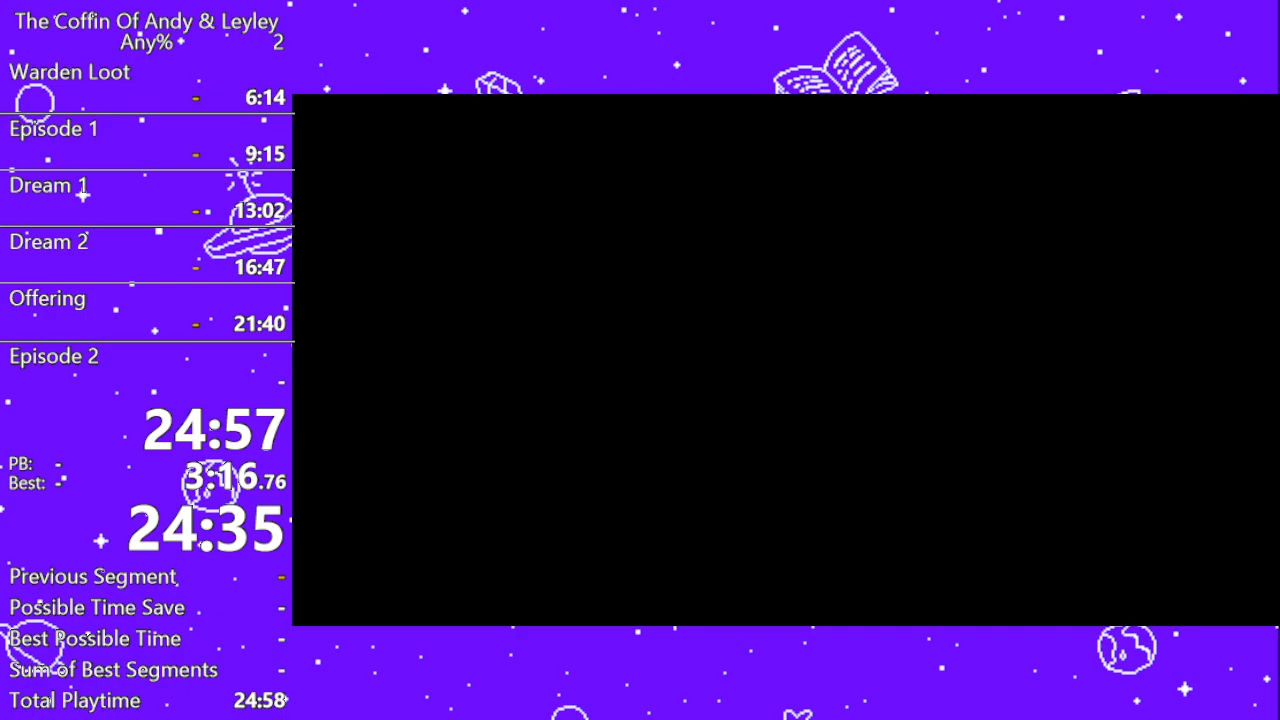 The Coffin Of Andy & Leyley
Any% 2
Warden Loot
- 6:14
Episode 1
- 9:15
Dream 1
- 13:02
Dream 2
- 16:47
Offering
- 21:40
Episode 2
-
24:57
PB: -
Best: -
3:16.76
24:35
Previous Segment -
Possible Time Save -
Best Possible Time -
Sum of Best Segments -
Total Playtime 24:58